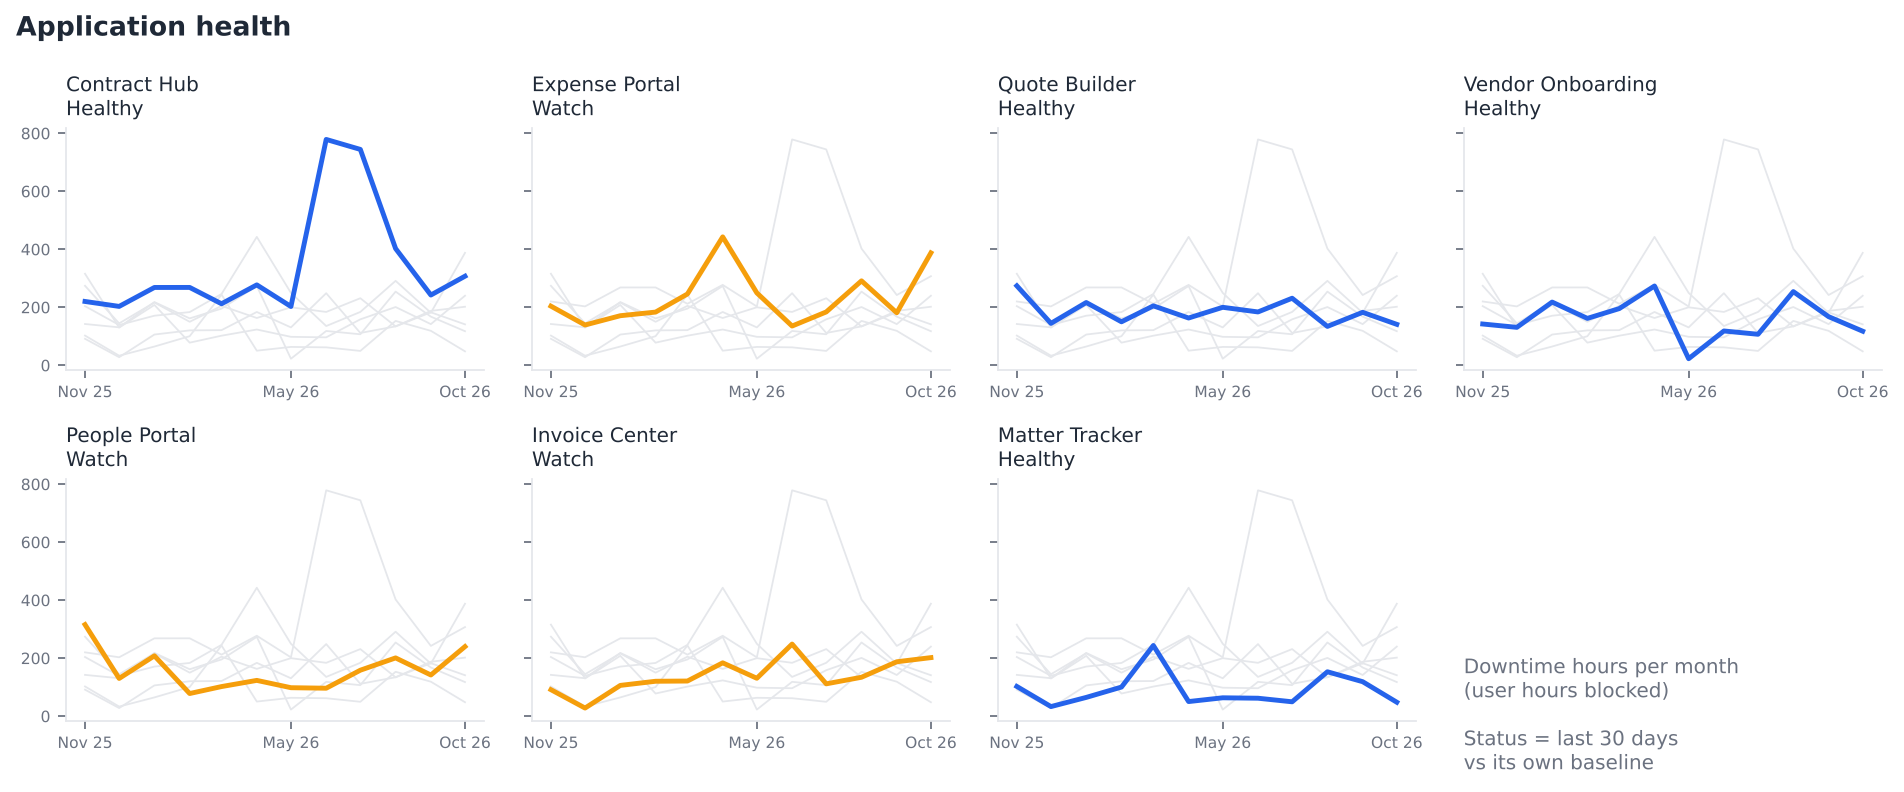 Application health
Contract Hub
Healthy
Expense Portal
Watch
Quote Builder
Healthy
Vendor Onboarding
Healthy
800
600
400
200
0
Nov 25
May 26
Oct 26
Nov 25
May 26
Oct 26
Nov 25
May 26
Oct 26
Nov 25
May 26
Oct 26
People Portal
Watch
Invoice Center
Watch
Matter Tracker
Healthy
800
600
400
200
0
Nov 25
May 26
Oct 26
Nov 25
May 26
Oct 26
Nov 25
May 26
Oct 26
Downtime hours per month
(user hours blocked)
Status = last 30 days
vs its own baseline